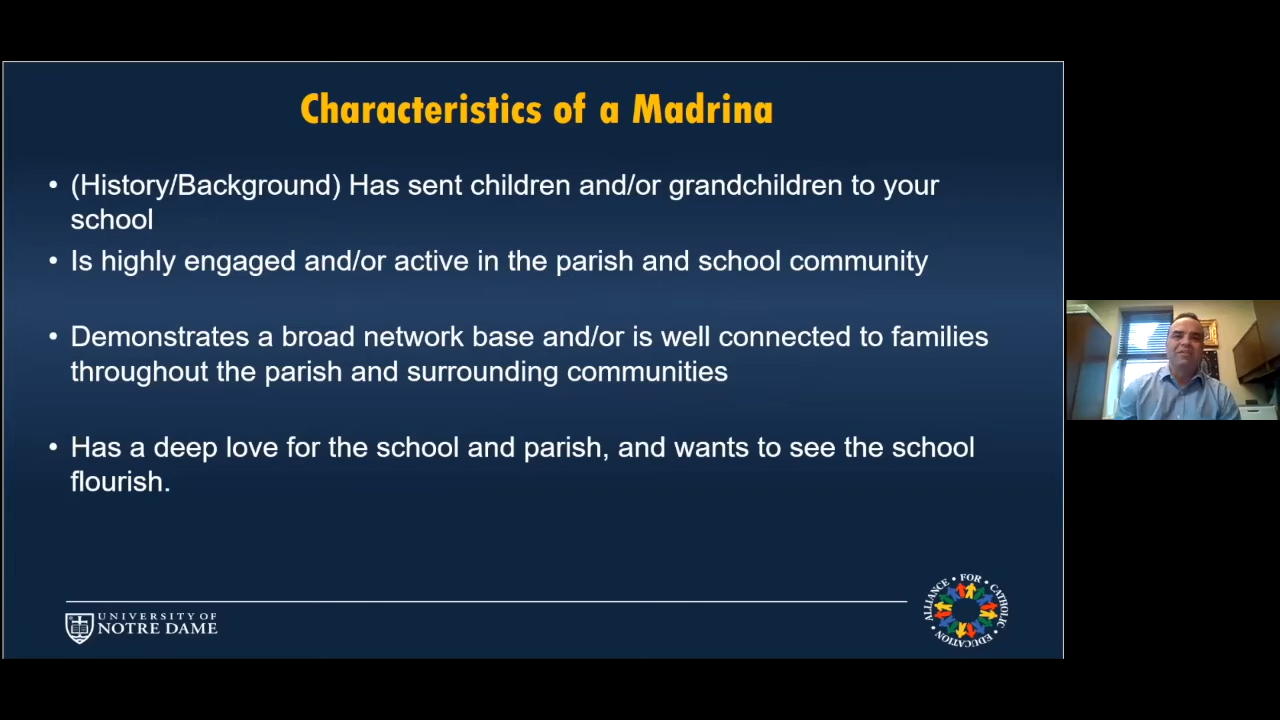 Characteristics of a Madrina
• (History/Background) Has sent children and/or grandchildren to your
school
• Is highly engaged and/or active in the parish and school community
• Demonstrates a broad network base and/or is well connected to families
throughout the parish and surrounding communities
• Has a deep love for the school and parish, and wants to see the school
flourish.
UNIVERSITY OF
NOTRE DAME
ALLIANCE • FOR • CATHOLIC • EDUCATION •